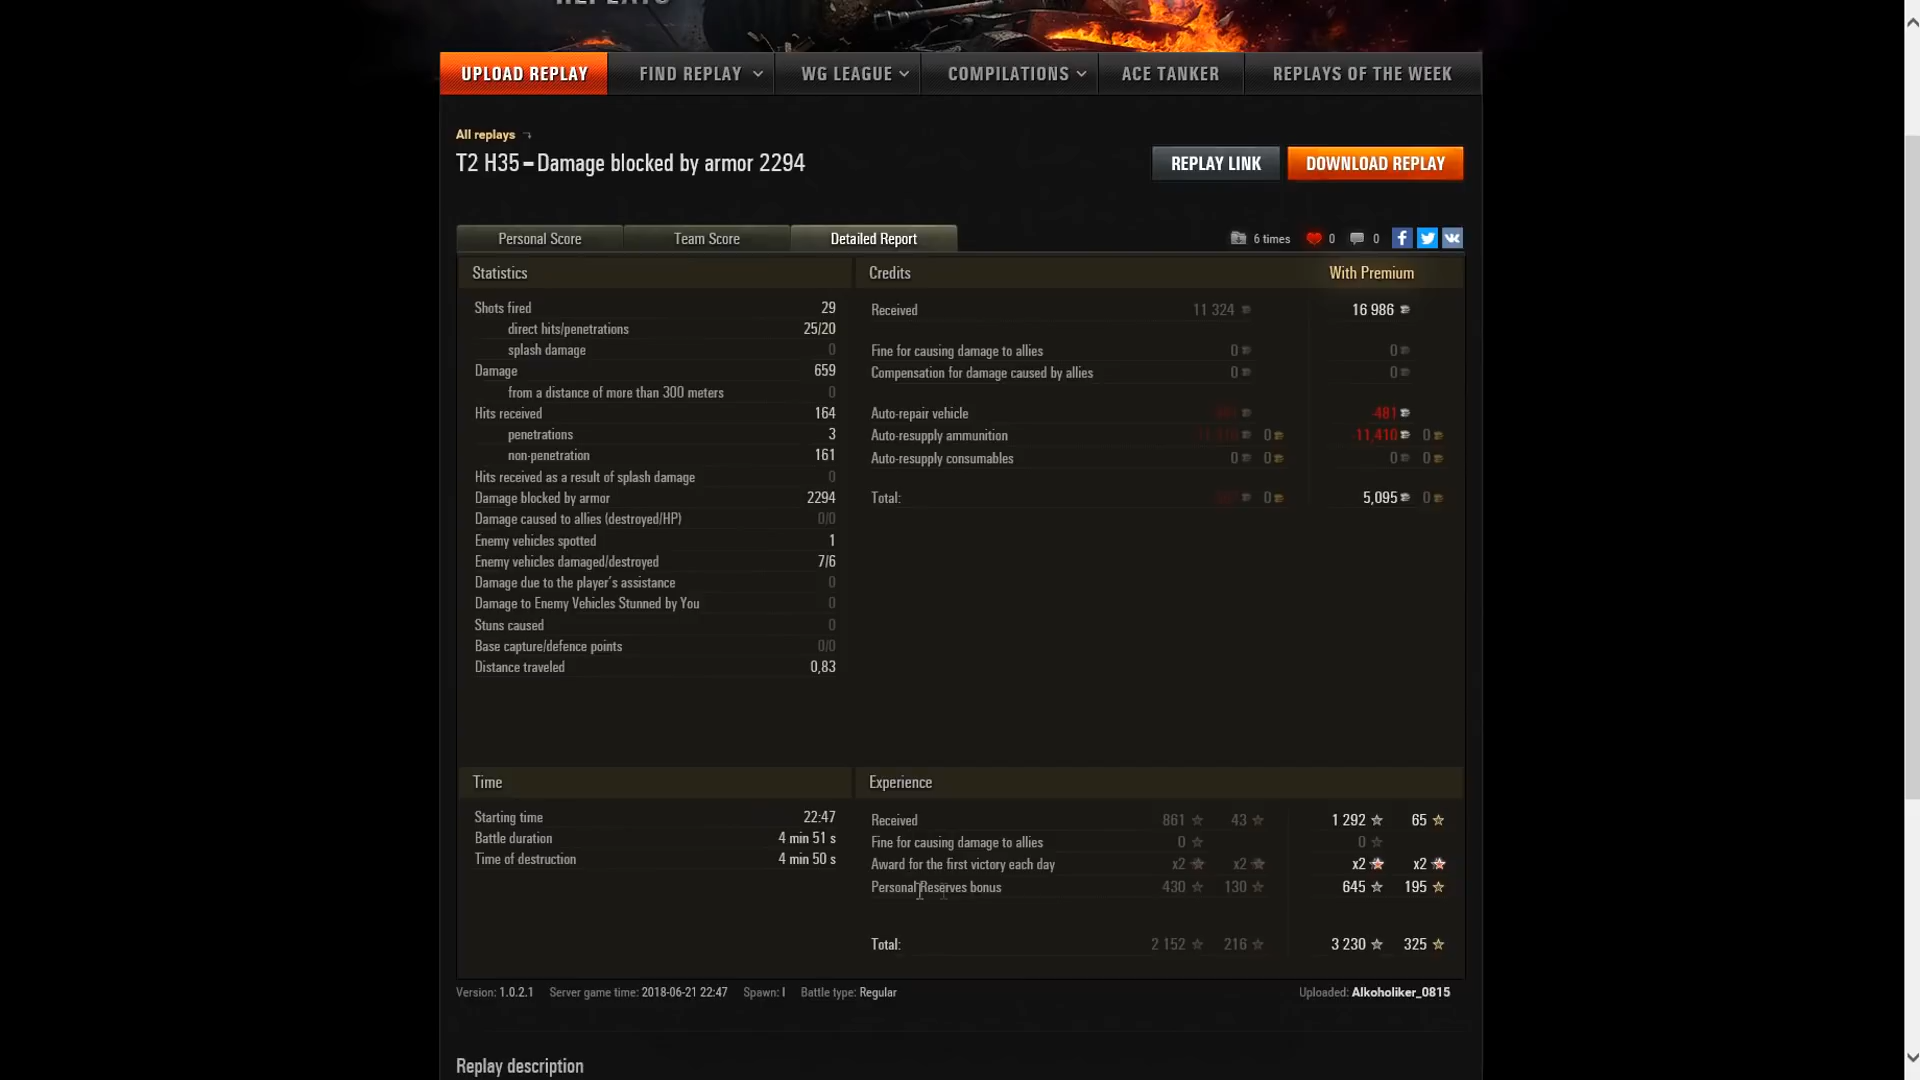 REPLAYS
UPLOAD REPLAY FIND REPLAY WG LEAGUE COMPILATIONS ACE TANKER REPLAYS OF THE WEEK
All replays
T2 H35 – Damage blocked by armor 2294
REPLAY LINK DOWNLOAD REPLAY
Personal Score Team Score Detailed Report 6 times 0 0
Statistics
Shots fired 29
direct hits/penetrations 25/20
splash damage 0
Damage 659
from a distance of more than 300 meters 0
Hits received 164
penetrations 3
non-penetration 161
Hits received as a result of splash damage 0
Damage blocked by armor 2294
Damage caused to allies (destroyed/HP) 0/0
Enemy vehicles spotted 1
Enemy vehicles damaged/destroyed 7/6
Damage due to the player's assistance 0
Damage to Enemy Vehicles Stunned by You 0
Stuns caused 0
Base capture/defence points 0/0
Distance traveled 0,83
Credits With Premium
Received 11 324 16 986
Fine for causing damage to allies 0 0
Compensation for damage caused by allies 0 0
Auto-repair vehicle -481
Auto-resupply ammunition 0 -11,410 0
Auto-resupply consumables 0 0 0 0
Total: 0 5,095 0
Time
Starting time 22:47
Battle duration 4 min 51 s
Time of destruction 4 min 50 s
Experience
Received 861 43 1 292 65
Fine for causing damage to allies 0 0
Award for the first victory each day x2 x2 x2 x2
Personal Reserves bonus 430 130 645 195
Total: 2 152 216 3 230 325
Version: 1.0.2.1 Server game time: 2018-06-21 22:47 Spawn: I Battle type: Regular Uploaded: Alkoholiker_0815
Replay description